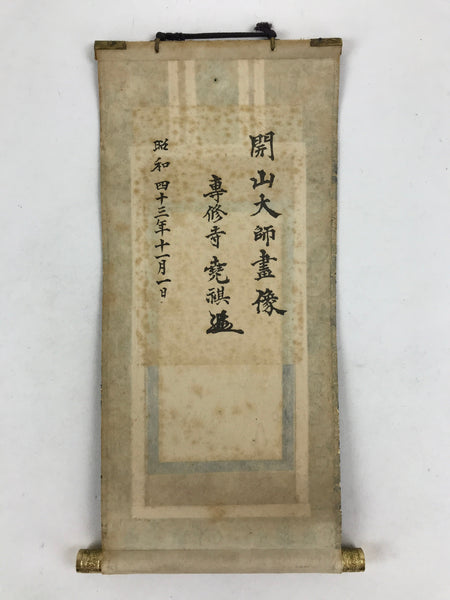 開山大師畫像
專修寺堯祺
昭和四十三年十一月一日